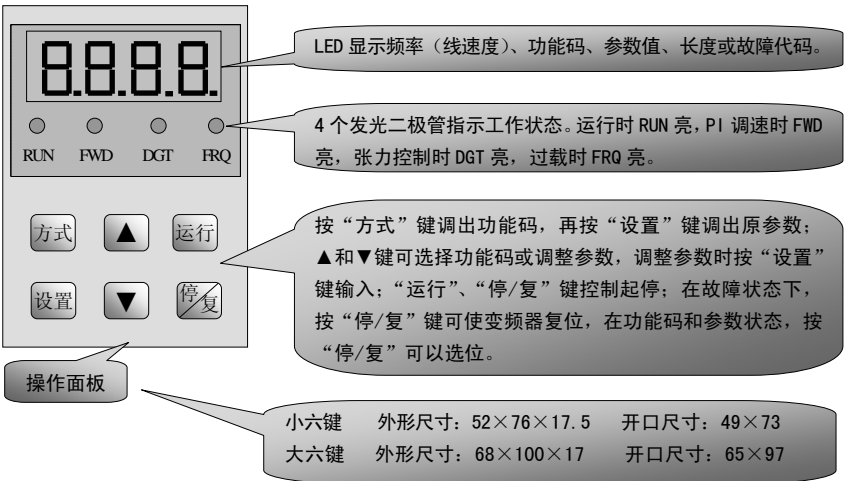 8.8.8.8.
RUN FWD DGT FRQ
方式 ▲ 运行
设置 ▼ 停/复
操作面板
LED 显示频率（线速度）、功能码、参数值、长度或故障代码。
4 个发光二极管指示工作状态。运行时 RUN 亮，PI 调速时 FWD
亮，张力控制时 DGT 亮，过载时 FRQ 亮。
按“方式”键调出功能码，再按“设置”键调出原参数；
▲和▼键可选择功能码或调整参数，调整参数时按“设置”
键输入；“运行”、“停/复”键控制起停；在故障状态下，
按“停/复”键可使变频器复位，在功能码和参数状态，按
“停/复”可以选位。
小六键 外形尺寸：52×76×17.5 开口尺寸：49×73
大六键 外形尺寸：68×100×17 开口尺寸：65×97